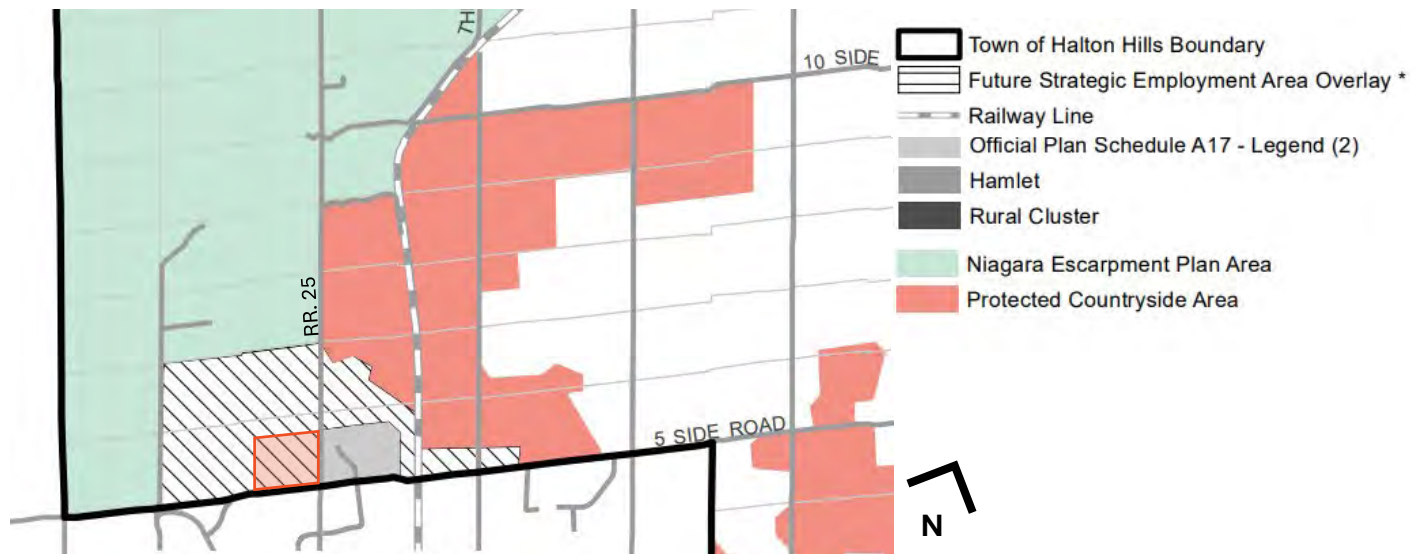 7H
10 SIDE
RR. 25
5 SIDE ROAD
Town of Halton Hills Boundary
Future Strategic Employment Area Overlay *
Railway Line
Official Plan Schedule A17 - Legend (2)
Hamlet
Rural Cluster
Niagara Escarpment Plan Area
Protected Countryside Area
N